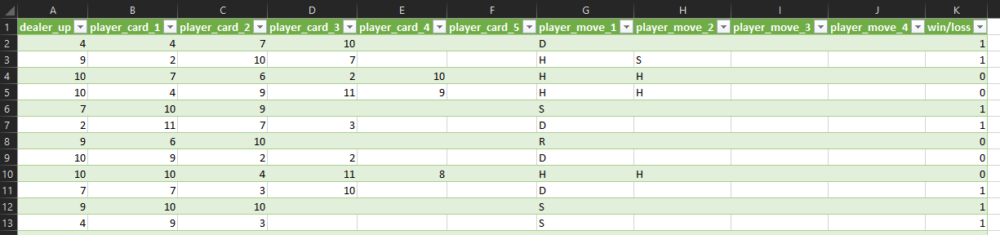 A B C D E F G H I J K
1 dealer_up player_card_1 player_card_2 player_card_3 player_card_4 player_card_5 player_move_1 player_move_2 player_move_3 player_move_4 win/loss
2 4 4 7 10 D 1
3 9 2 10 7 H S 1
4 10 7 6 2 10 H H 0
5 10 4 9 11 9 H H 0
6 7 10 9 S 1
7 2 11 7 3 D 1
8 9 6 10 R 0
9 10 9 2 2 D 0
10 10 10 4 11 8 H H 0
11 7 7 3 10 D 1
12 9 10 10 S 1
13 4 9 3 S 1